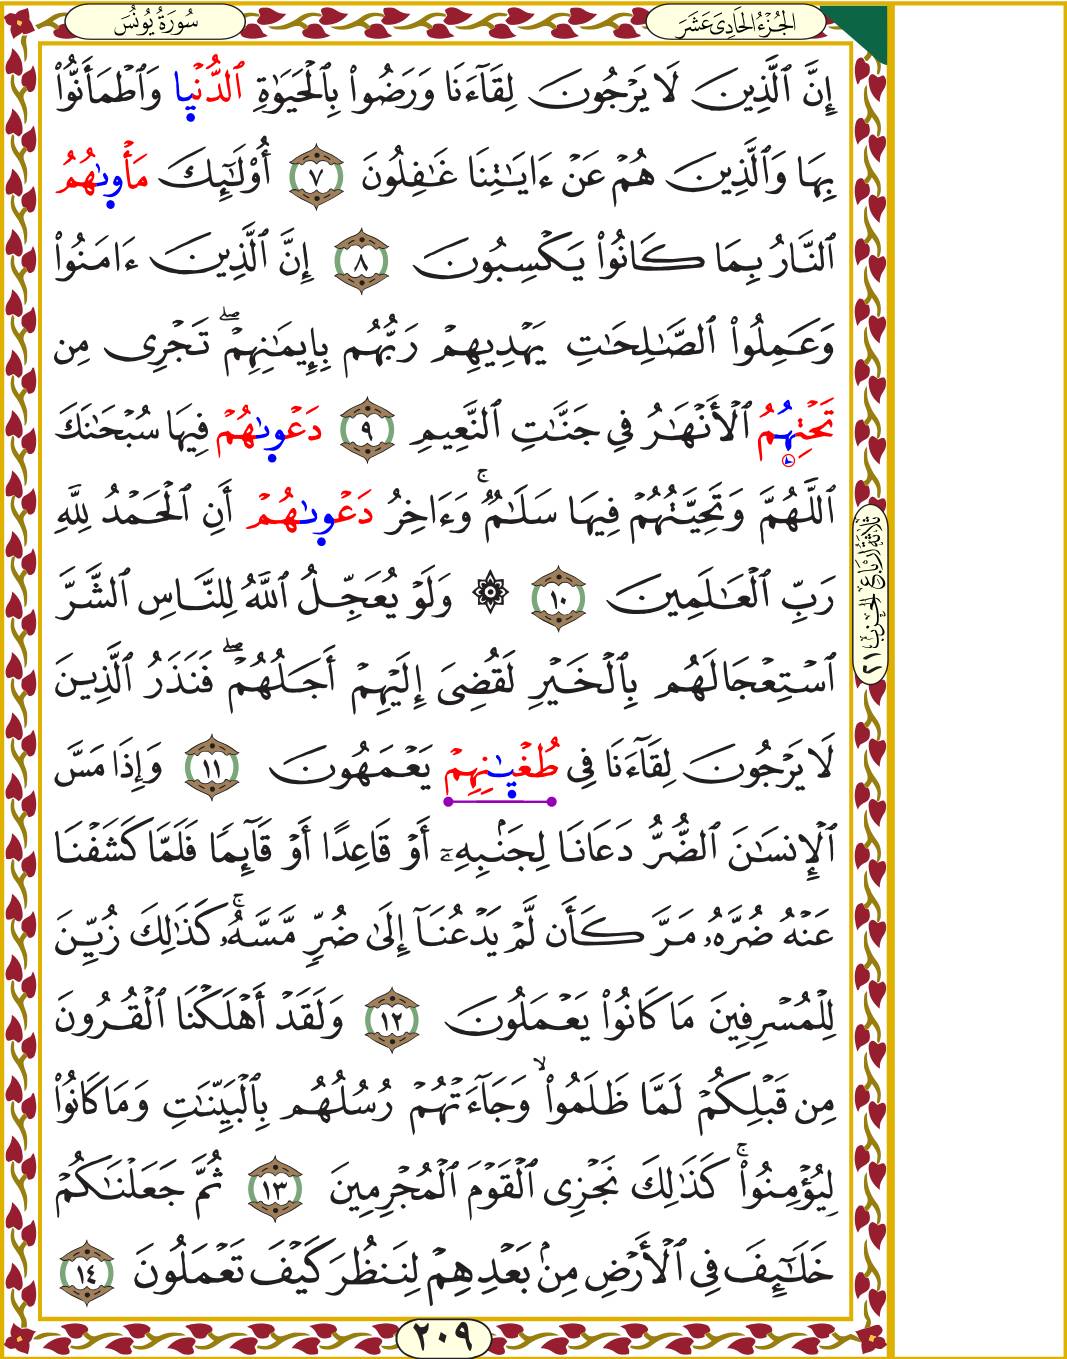 سُورَةُ يُونُسَ
الجُزْءُ الحَادِيَ عَشَرَ
إِنَّ ٱلَّذِينَ لَا يَرْجُونَ لِقَآءَنَا وَرَضُوا۟ بِٱلْحَيَوٰةِ ٱلدُّنْيٜا وَٱطْمَأَنُّوا۟
بِهَا وَٱلَّذِينَ هُمْ عَنْ ءَايَـٰتِنَا غَـٰفِلُونَ ٧ أُو۟لَـٰٓئِكَ مَأْوٜىٰهُمُ
ٱلنَّارُ بِمَا كَانُوا۟ يَكْسِبُونَ ٨ إِنَّ ٱلَّذِينَ ءَامَنُوا۟
وَعَمِلُوا۟ ٱلصَّـٰلِحَـٰتِ يَهْدِيهِمْ رَبُّهُم بِإِيمَـٰنِهِمْ ۖ تَجْرِى مِن
تَحْتِهِمُ ٱلْأَنْهَـٰرُ فِى جَنَّـٰتِ ٱلنَّعِيمِ ٩ دَعْوٜىٰهُمْ فِيهَا سُبْحَـٰنَكَ
ٱللَّهُمَّ وَتَحِيَّتُهُمْ فِيهَا سَلَـٰمٌ ۚ وَءَاخِرُ دَعْوٜىٰهُمْ أَنِ ٱلْحَمْدُ لِلَّهِ
رَبِّ ٱلْعَـٰلَمِينَ ١٠ ۞ وَلَوْ يُعَجِّلُ ٱللَّهُ لِلنَّاسِ ٱلشَّرَّ
ٱسْتِعْجَالَهُم بِٱلْخَيْرِ لَقُضِىَ إِلَيْهِمْ أَجَلُهُمْ ۖ فَنَذَرُ ٱلَّذِينَ
لَا يَرْجُونَ لِقَآءَنَا فِى طُغْيَـٰنِهِمْ يَعْمَهُونَ ١١ وَإِذَا مَسَّ
ٱلْإِنسَـٰنَ ٱلضُّرُّ دَعَانَا لِجَنۢبِهِۦٓ أَوْ قَاعِدًا أَوْ قَآئِمًا فَلَمَّا كَشَفْنَا
عَنْهُ ضُرَّهُۥ مَرَّ كَأَن لَّمْ يَدْعُنَآ إِلَىٰ ضُرٍّ مَّسَّهُۥ ۚ كَذَٰلِكَ زُيِّنَ
لِلْمُسْرِفِينَ مَا كَانُوا۟ يَعْمَلُونَ ١٢ وَلَقَدْ أَهْلَكْنَا ٱلْقُرُونَ
مِن قَبْلِكُمْ لَمَّا ظَلَمُوا۟ ۙ وَجَآءَتْهُمْ رُسُلُهُم بِٱلْبَيِّنَـٰتِ وَمَا كَانُوا۟
لِيُؤْمِنُوا۟ ۚ كَذَٰلِكَ نَجْزِى ٱلْقَوْمَ ٱلْمُجْرِمِينَ ١٣ ثُمَّ جَعَلْنَـٰكُمْ
خَلَـٰٓئِفَ فِى ٱلْأَرْضِ مِنۢ بَعْدِهِمْ لِنَنظُرَ كَيْفَ تَعْمَلُونَ ١٤
ثَلَاثَةُ أَرْبَاعِ الحِزْبِ ٢١
٢٠٩